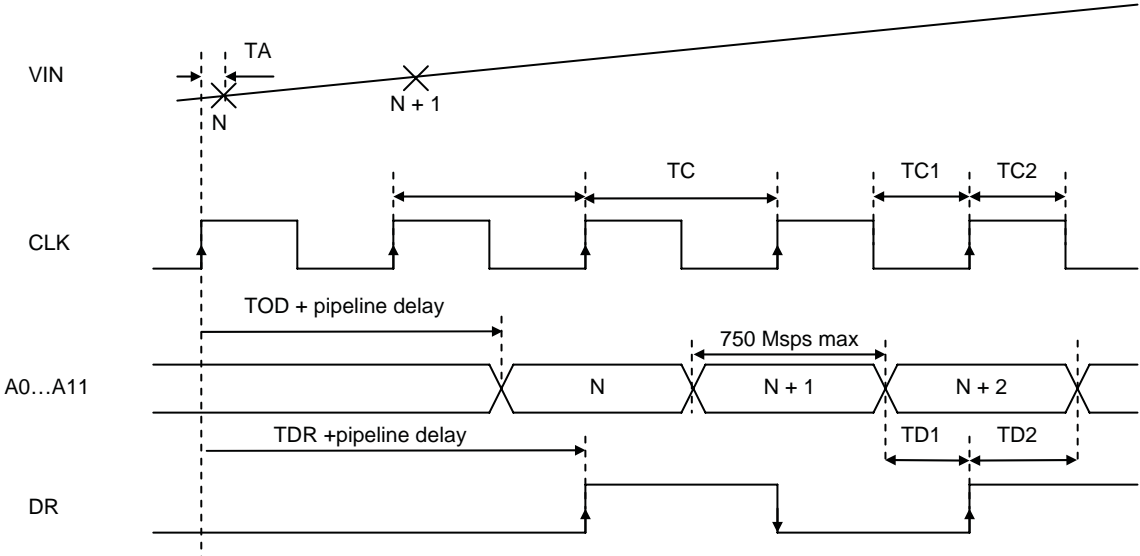 TA
VIN
N + 1
N
TC
TC1
TC2
CLK
TOD + pipeline delay
750 Msps max
A0…A11
N
N + 1
N + 2
TDR +pipeline delay
TD1
TD2
DR